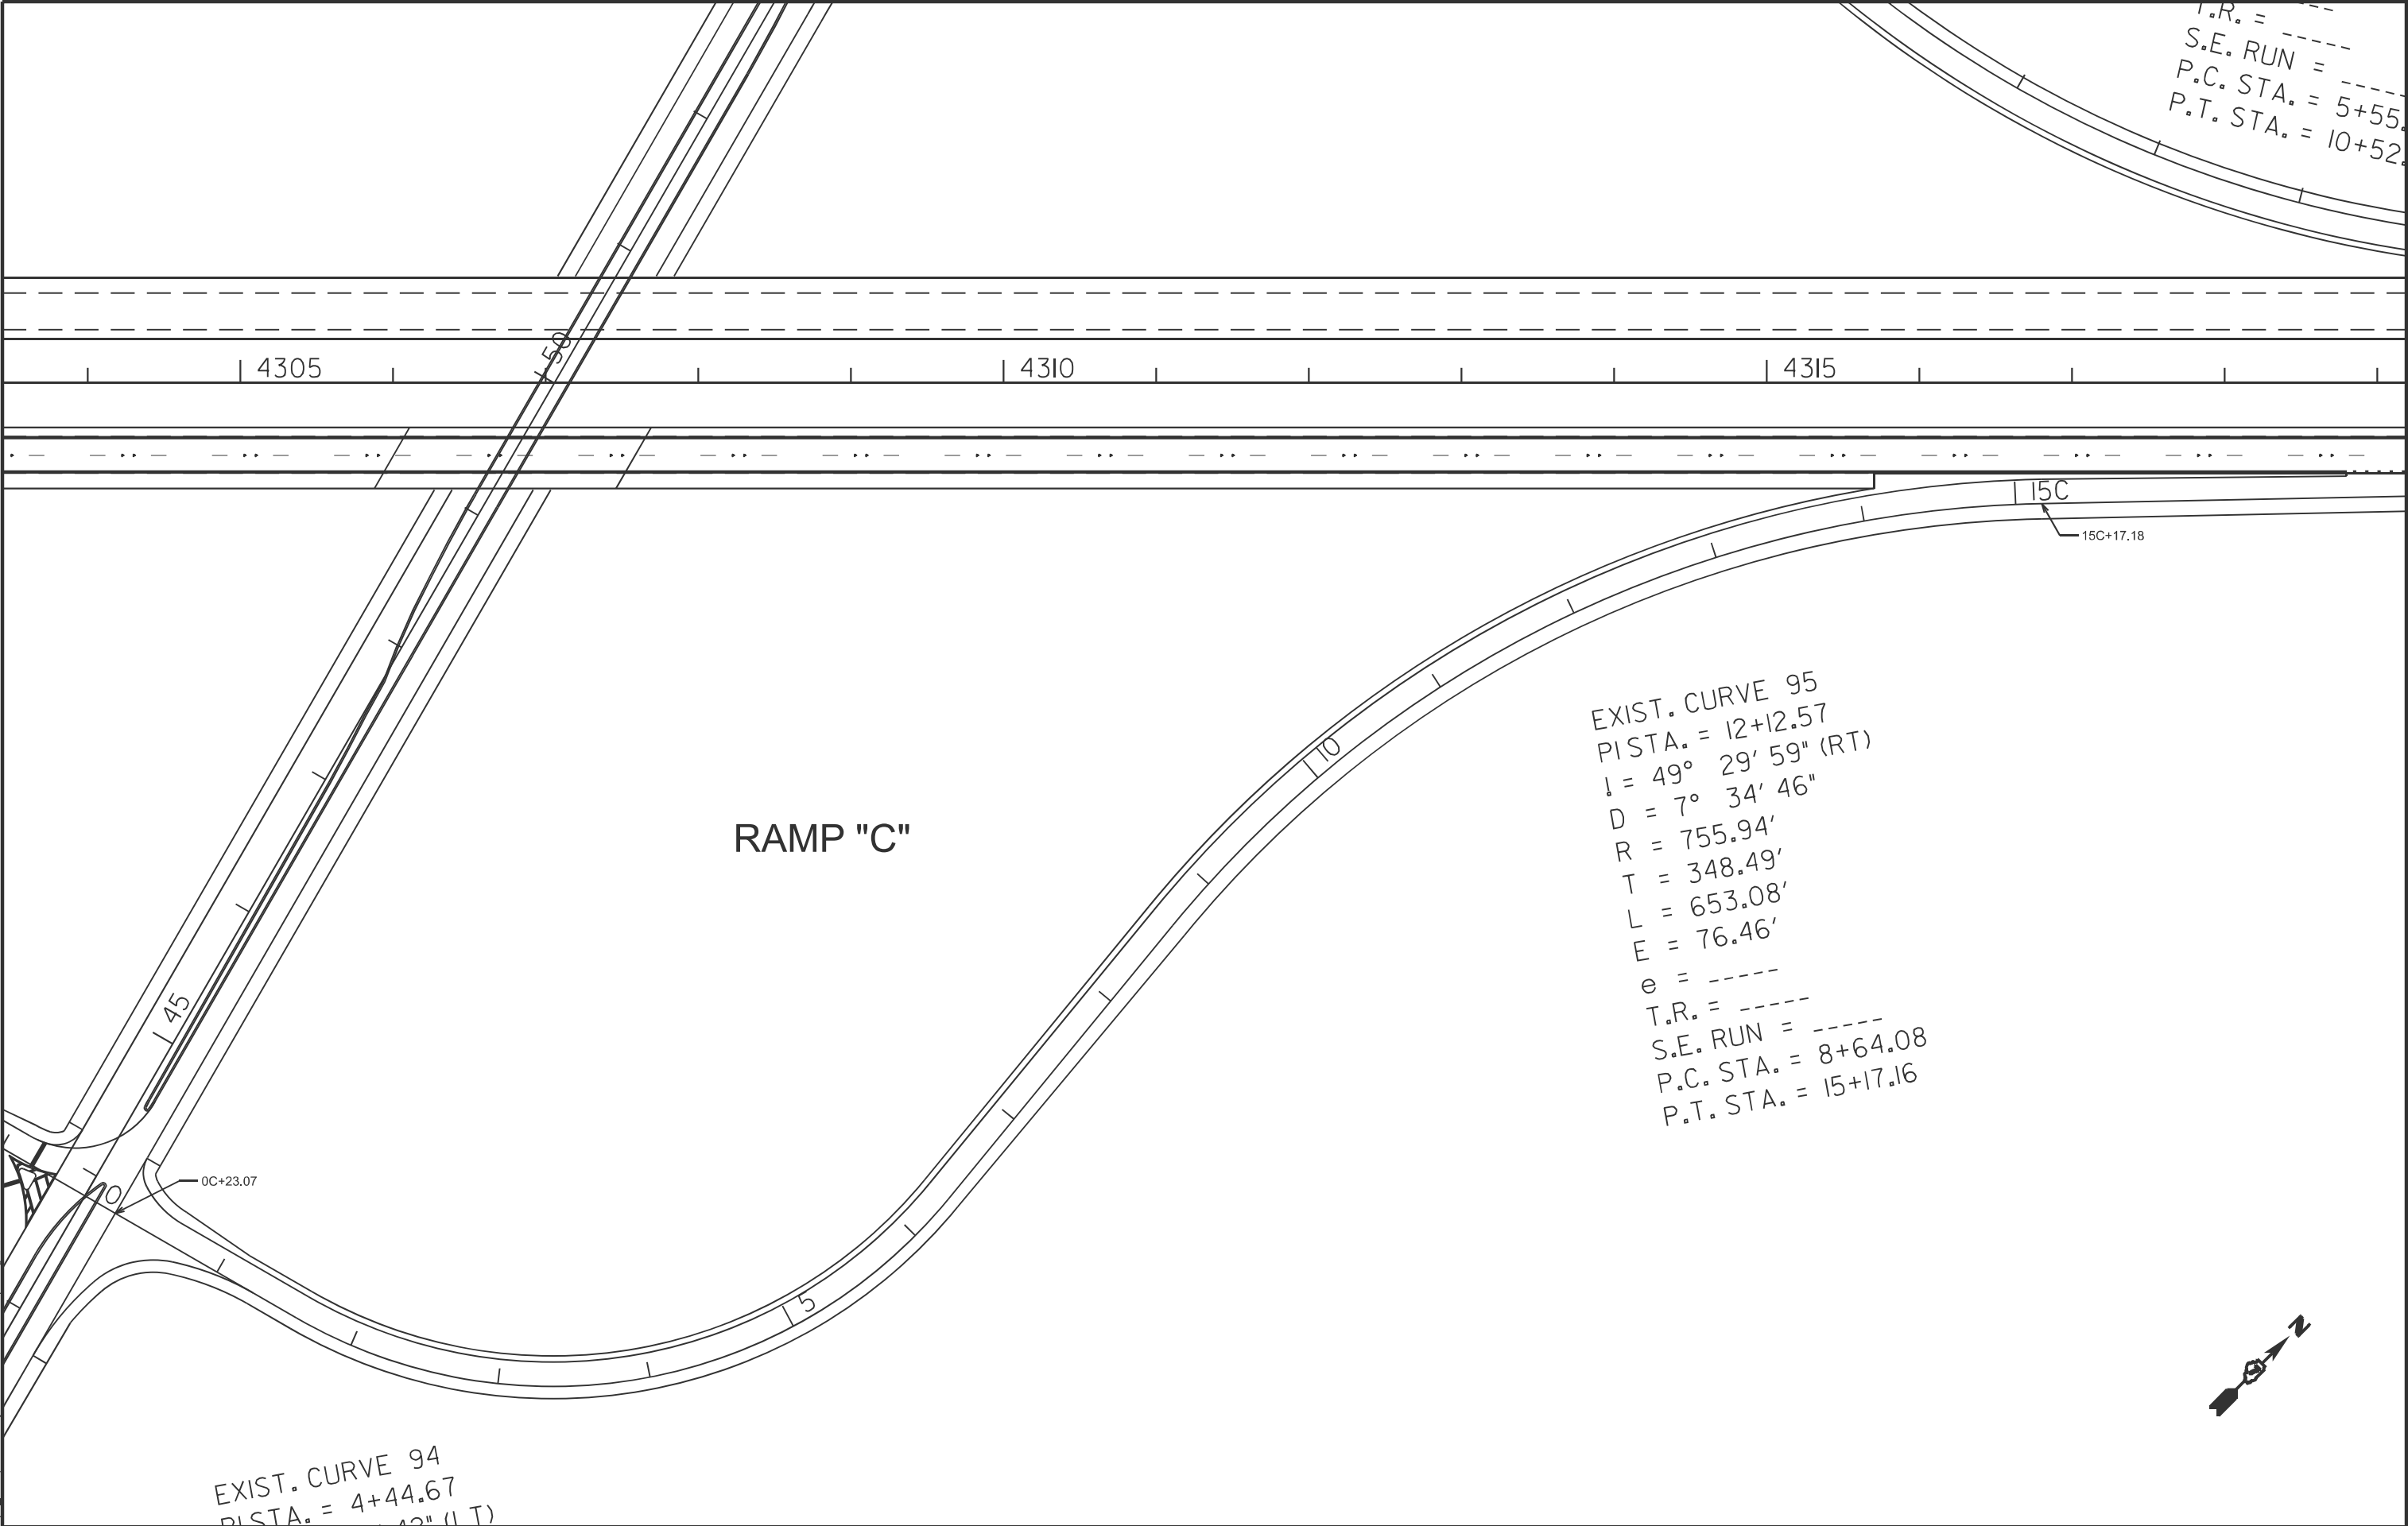 T.R. = -----
S.E. RUN = -----
P.C. STA. = 5+55.
P.T. STA. = 10+52.
50
4305
4310
4315
15C
15C+17.18
10
EXIST. CURVE 95
PI STA. = 12+12.57
I = 49° 29' 59" (RT)
D = 7° 34' 46"
R = 755.94'
T = 348.49'
L = 653.08'
E = 76.46'
e = -----
T.R. = -----
S.E. RUN = -----
P.C. STA. = 8+64.08
P.T. STA. = 15+17.16
RAMP "C"
45
0
0C+23.07
5
N
EXIST. CURVE 94
PI STA. = 4+44.67
(LT)